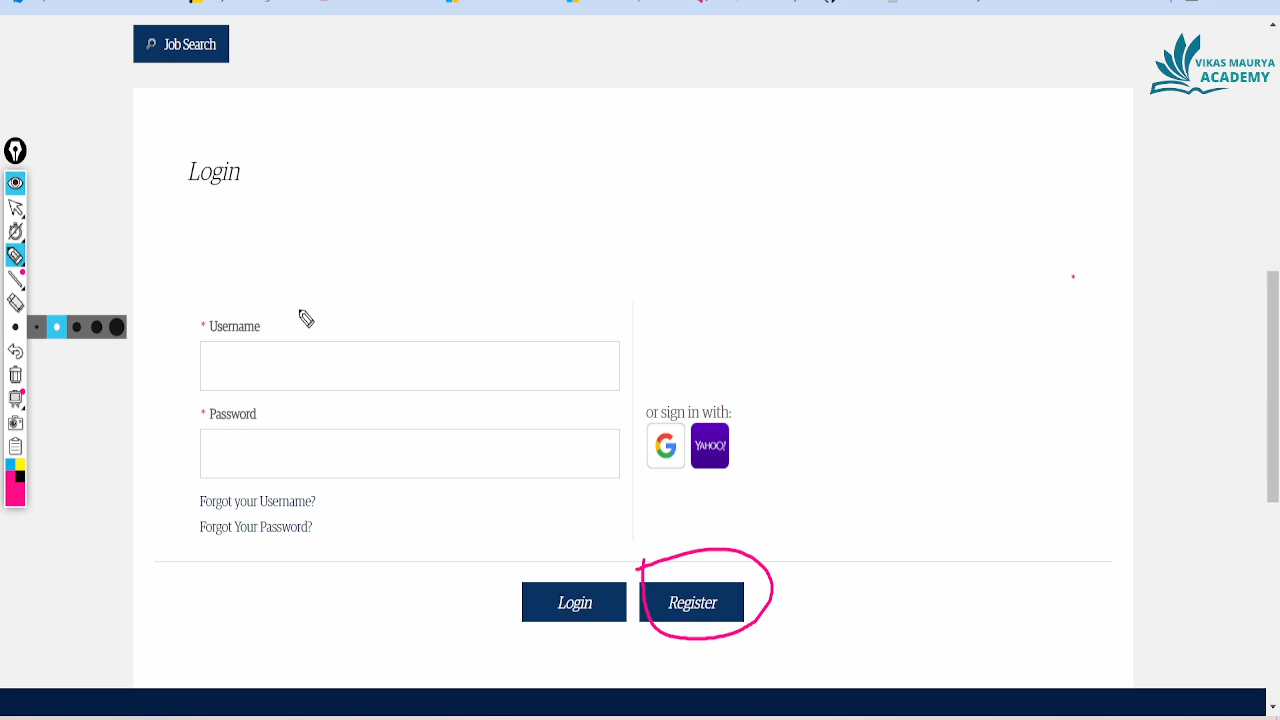 Job Search
VIKAS MAURYA
ACADEMY
Login
*
* Username
* Password
or sign in with:
YAHOO!
Forgot your Username?
Forgot Your Password?
Login
Register